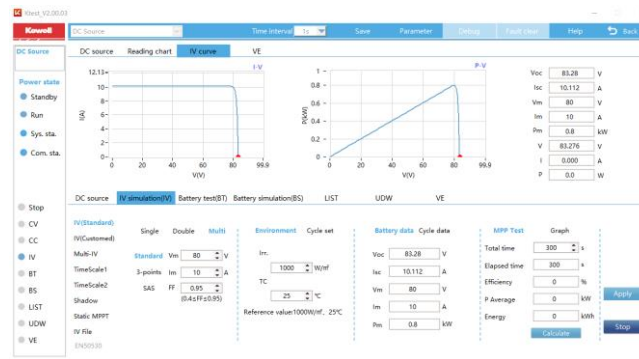 Ktest_V2.00.03
Kewell DC Source Time interval 1s Save Parameter Debug Fault clear Help Back
DC Source
DC source Reading chart IV curve VE
I-V
P-V
12.13
10
8
6
4
2
0
I(A)
0 20 40 60 80 99.9
V(V)
1
0.8
0.6
0.4
0.2
0
P(kW)
0 20 40 60 80 99.9
V(V)
Voc 83.28 V
Isc 10.112 A
Vm 80 V
Im 10 A
Pm 0.8 kW
V 83.276 V
I 0.000 A
P 0.0 W
Power state
Standby
Run
Sys. sta.
Com. sta.
Stop
CV
CC
IV
BT
BS
LIST
UDW
VE
DC source IV simulation(IV) Battery test(BT) Battery simulation(BS) LIST UDW VE
IV(Standard)
IV(Customed)
Multi-IV
TimeScale1
TimeScale2
Shadow
Static MPPT
IV File
EN50530
Single Double Multi
Standard Vm 80 V
3-points Im 10 A
SAS FF 0.95
(0.4≤FF≤0.95)
Environment Cycle set
Irr.
1000 W/㎡
TC
25 ℃
Reference value:1000W/㎡, 25℃
Battery data Cycle data
Voc 83.28 V
Isc 10.112 A
Vm 80 V
Im 10 A
Pm 0.8 kW
MPP Test Graph
Total time 300 s
Elapsed time 300 s
Efficiency 0 %
P Average 0 kW
Energy 0 kWh
Calculate
Apply
Stop